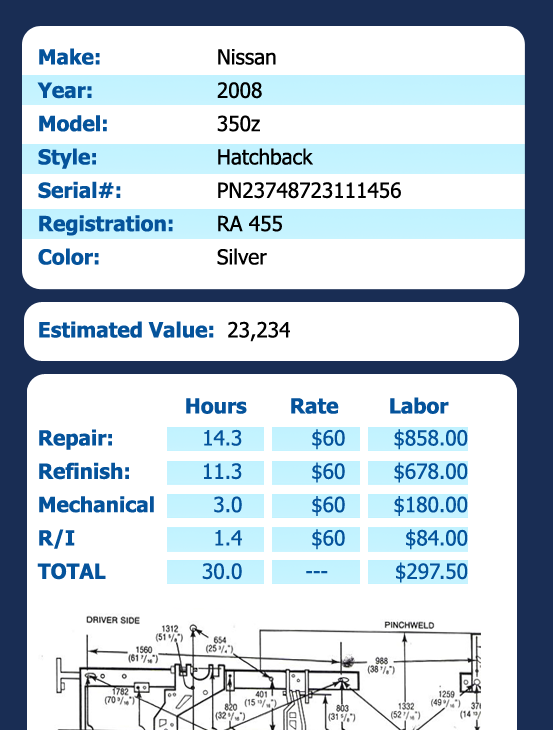 Make: Nissan
Year: 2008
Model: 350z
Style: Hatchback
Serial#: PN23748723111456
Registration: RA 455
Color: Silver
Estimated Value: 23,234
Hours Rate Labor
Repair: 14.3 $60 $858.00
Refinish: 11.3 $60 $678.00
Mechanical 3.0 $60 $180.00
R/I 1.4 $60 $84.00
TOTAL 30.0 --- $297.50
DRIVER SIDE
PINCHWELD
1312
654
1560
988
1782
401
820
803
1332
1259